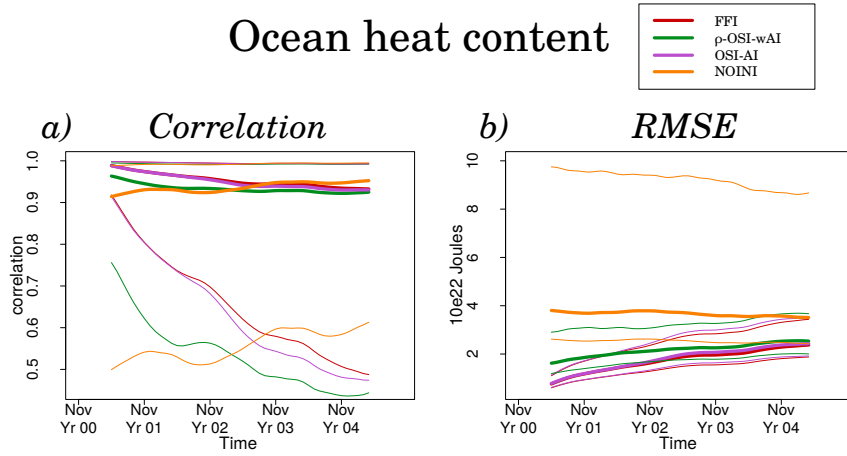 Ocean heat content
FFI
ρ-OSI-wAI
OSI-AI
NOINI
a) Correlation
b) RMSE
correlation
1.0
0.9
0.8
0.7
0.6
0.5
Nov Nov Nov Nov Nov
Yr 00 Yr 01 Yr 02 Yr 03 Yr 04
Time
10e22 Joules
10
8
6
4
2
Nov Nov Nov Nov Nov
Yr 00 Yr 01 Yr 02 Yr 03 Yr 04
Time